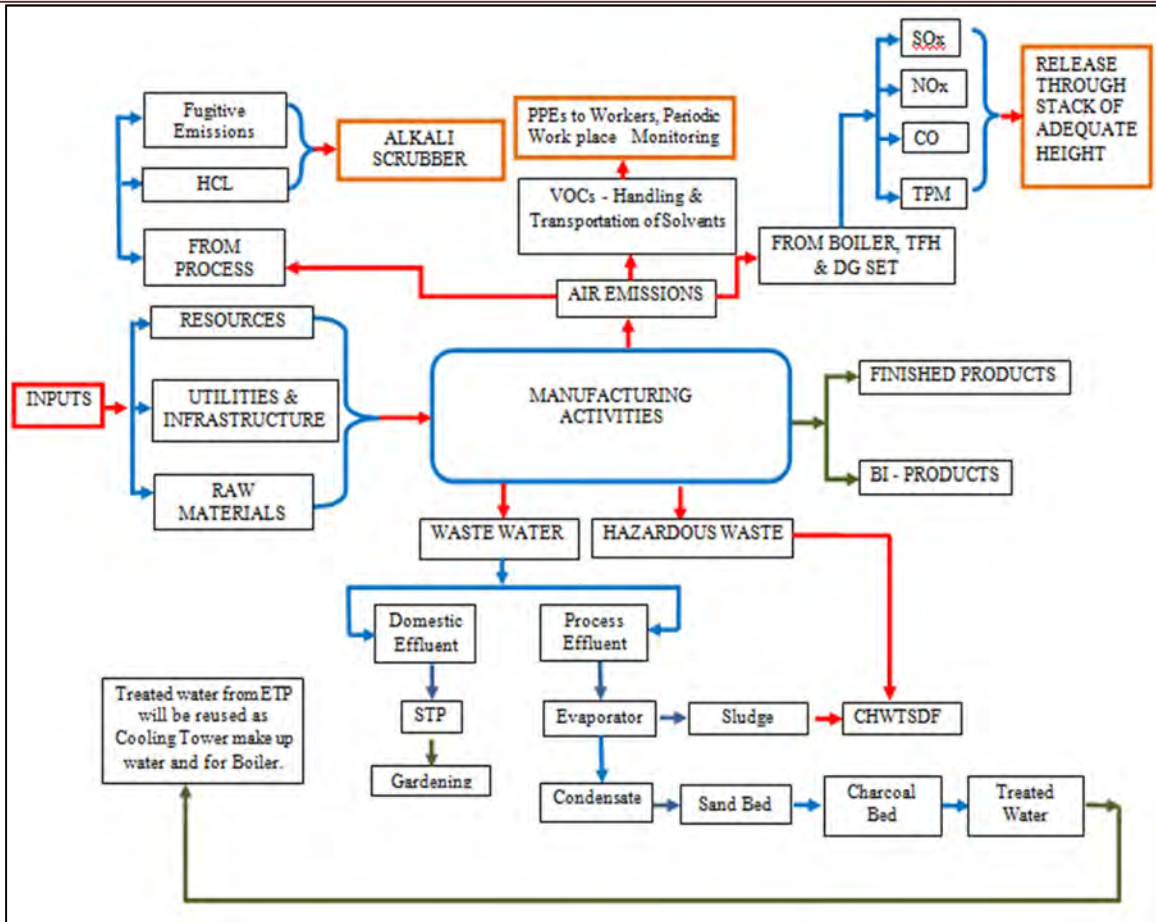 SOx
NOx
CO
TPM
RELEASE
THROUGH
STACK OF
ADEQUATE
HEIGHT
Fugitive
Emissions
HCL
FROM
PROCESS
ALKALI
SCRUBBER
PPEs to Workers, Periodic
Work place Monitoring
VOCs - Handling &
Transportation of Solvents
AIR EMISSIONS
FROM BOILER, TFH
& DG SET
INPUTS
RESOURCES
UTILITIES &
INFRASTRUCTURE
RAW
MATERIALS
MANUFACTURING
ACTIVITIES
FINISHED PRODUCTS
BI - PRODUCTS
WASTE WATER
HAZARDOUS WASTE
Domestic
Effluent
Process
Effluent
STP
Gardening
Evaporator
Sludge
CHWTSDF
Condensate
Sand Bed
Charcoal
Bed
Treated
Water
Treated water from ETP
will be reused as
Cooling Tower make up
water and for Boiler.